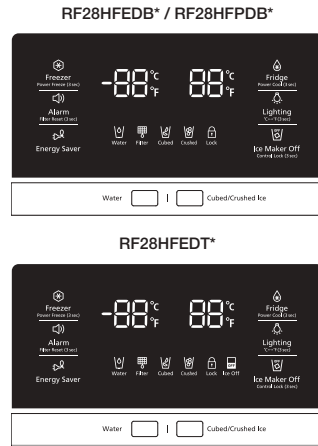 RF28HFEDB* / RF28HFPDB*
Freezer
Power Freeze (3 sec)
Alarm
Filter Reset (3 sec)
Energy Saver
-88 °C °F
88 °C °F
Water Filter Cubed Crushed Lock
Fridge
Power Cool (3 sec)
Lighting
°C↔°F (3 sec)
Ice Maker Off
Control Lock (3 sec)
Water | Cubed/Crushed Ice
RF28HFEDT*
Freezer
Power Freeze (3 sec)
Alarm
Filter Reset (3 sec)
Energy Saver
-88 °C °F
88 °C °F
Water Filter Cubed Crushed Lock Ice Off
Fridge
Power Cool (3 sec)
Lighting
°C↔°F (3 sec)
Ice Maker Off
Control Lock (3 sec)
Water | Cubed/Crushed Ice